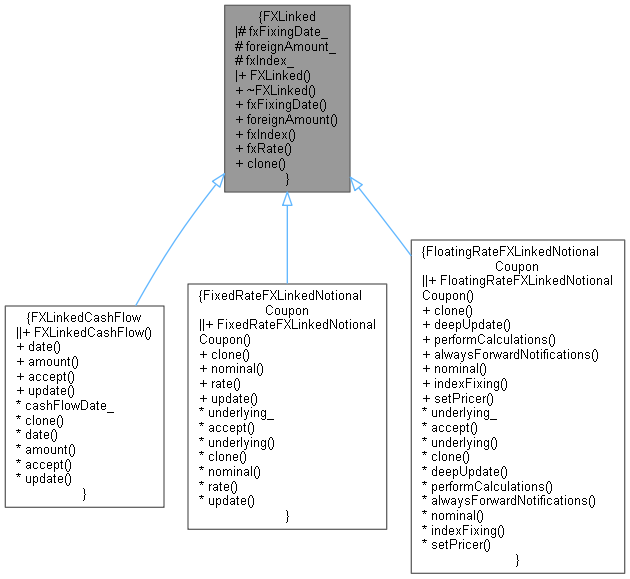 {FXLinked
|# fxFixingDate_
# foreignAmount_
# fxIndex_
|+ FXLinked()
+ ~FXLinked()
+ fxFixingDate()
+ foreignAmount()
+ fxIndex()
+ fxRate()
+ clone()
}
{FXLinkedCashFlow
||+ FXLinkedCashFlow()
+ date()
+ amount()
+ accept()
+ update()
* cashFlowDate_
* clone()
* date()
* amount()
* accept()
* update()
}
{FixedRateFXLinkedNotional
Coupon
||+ FixedRateFXLinkedNotional
Coupon()
+ clone()
+ nominal()
+ rate()
+ update()
* underlying_
* accept()
* underlying()
* clone()
* nominal()
* rate()
* update()
}
{FloatingRateFXLinkedNotional
Coupon
||+ FloatingRateFXLinkedNotional
Coupon()
+ clone()
+ deepUpdate()
+ performCalculations()
+ alwaysForwardNotifications()
+ nominal()
+ indexFixing()
+ setPricer()
* underlying_
* accept()
* underlying()
* clone()
* deepUpdate()
* performCalculations()
* alwaysForwardNotifications()
* nominal()
* indexFixing()
* setPricer()
}